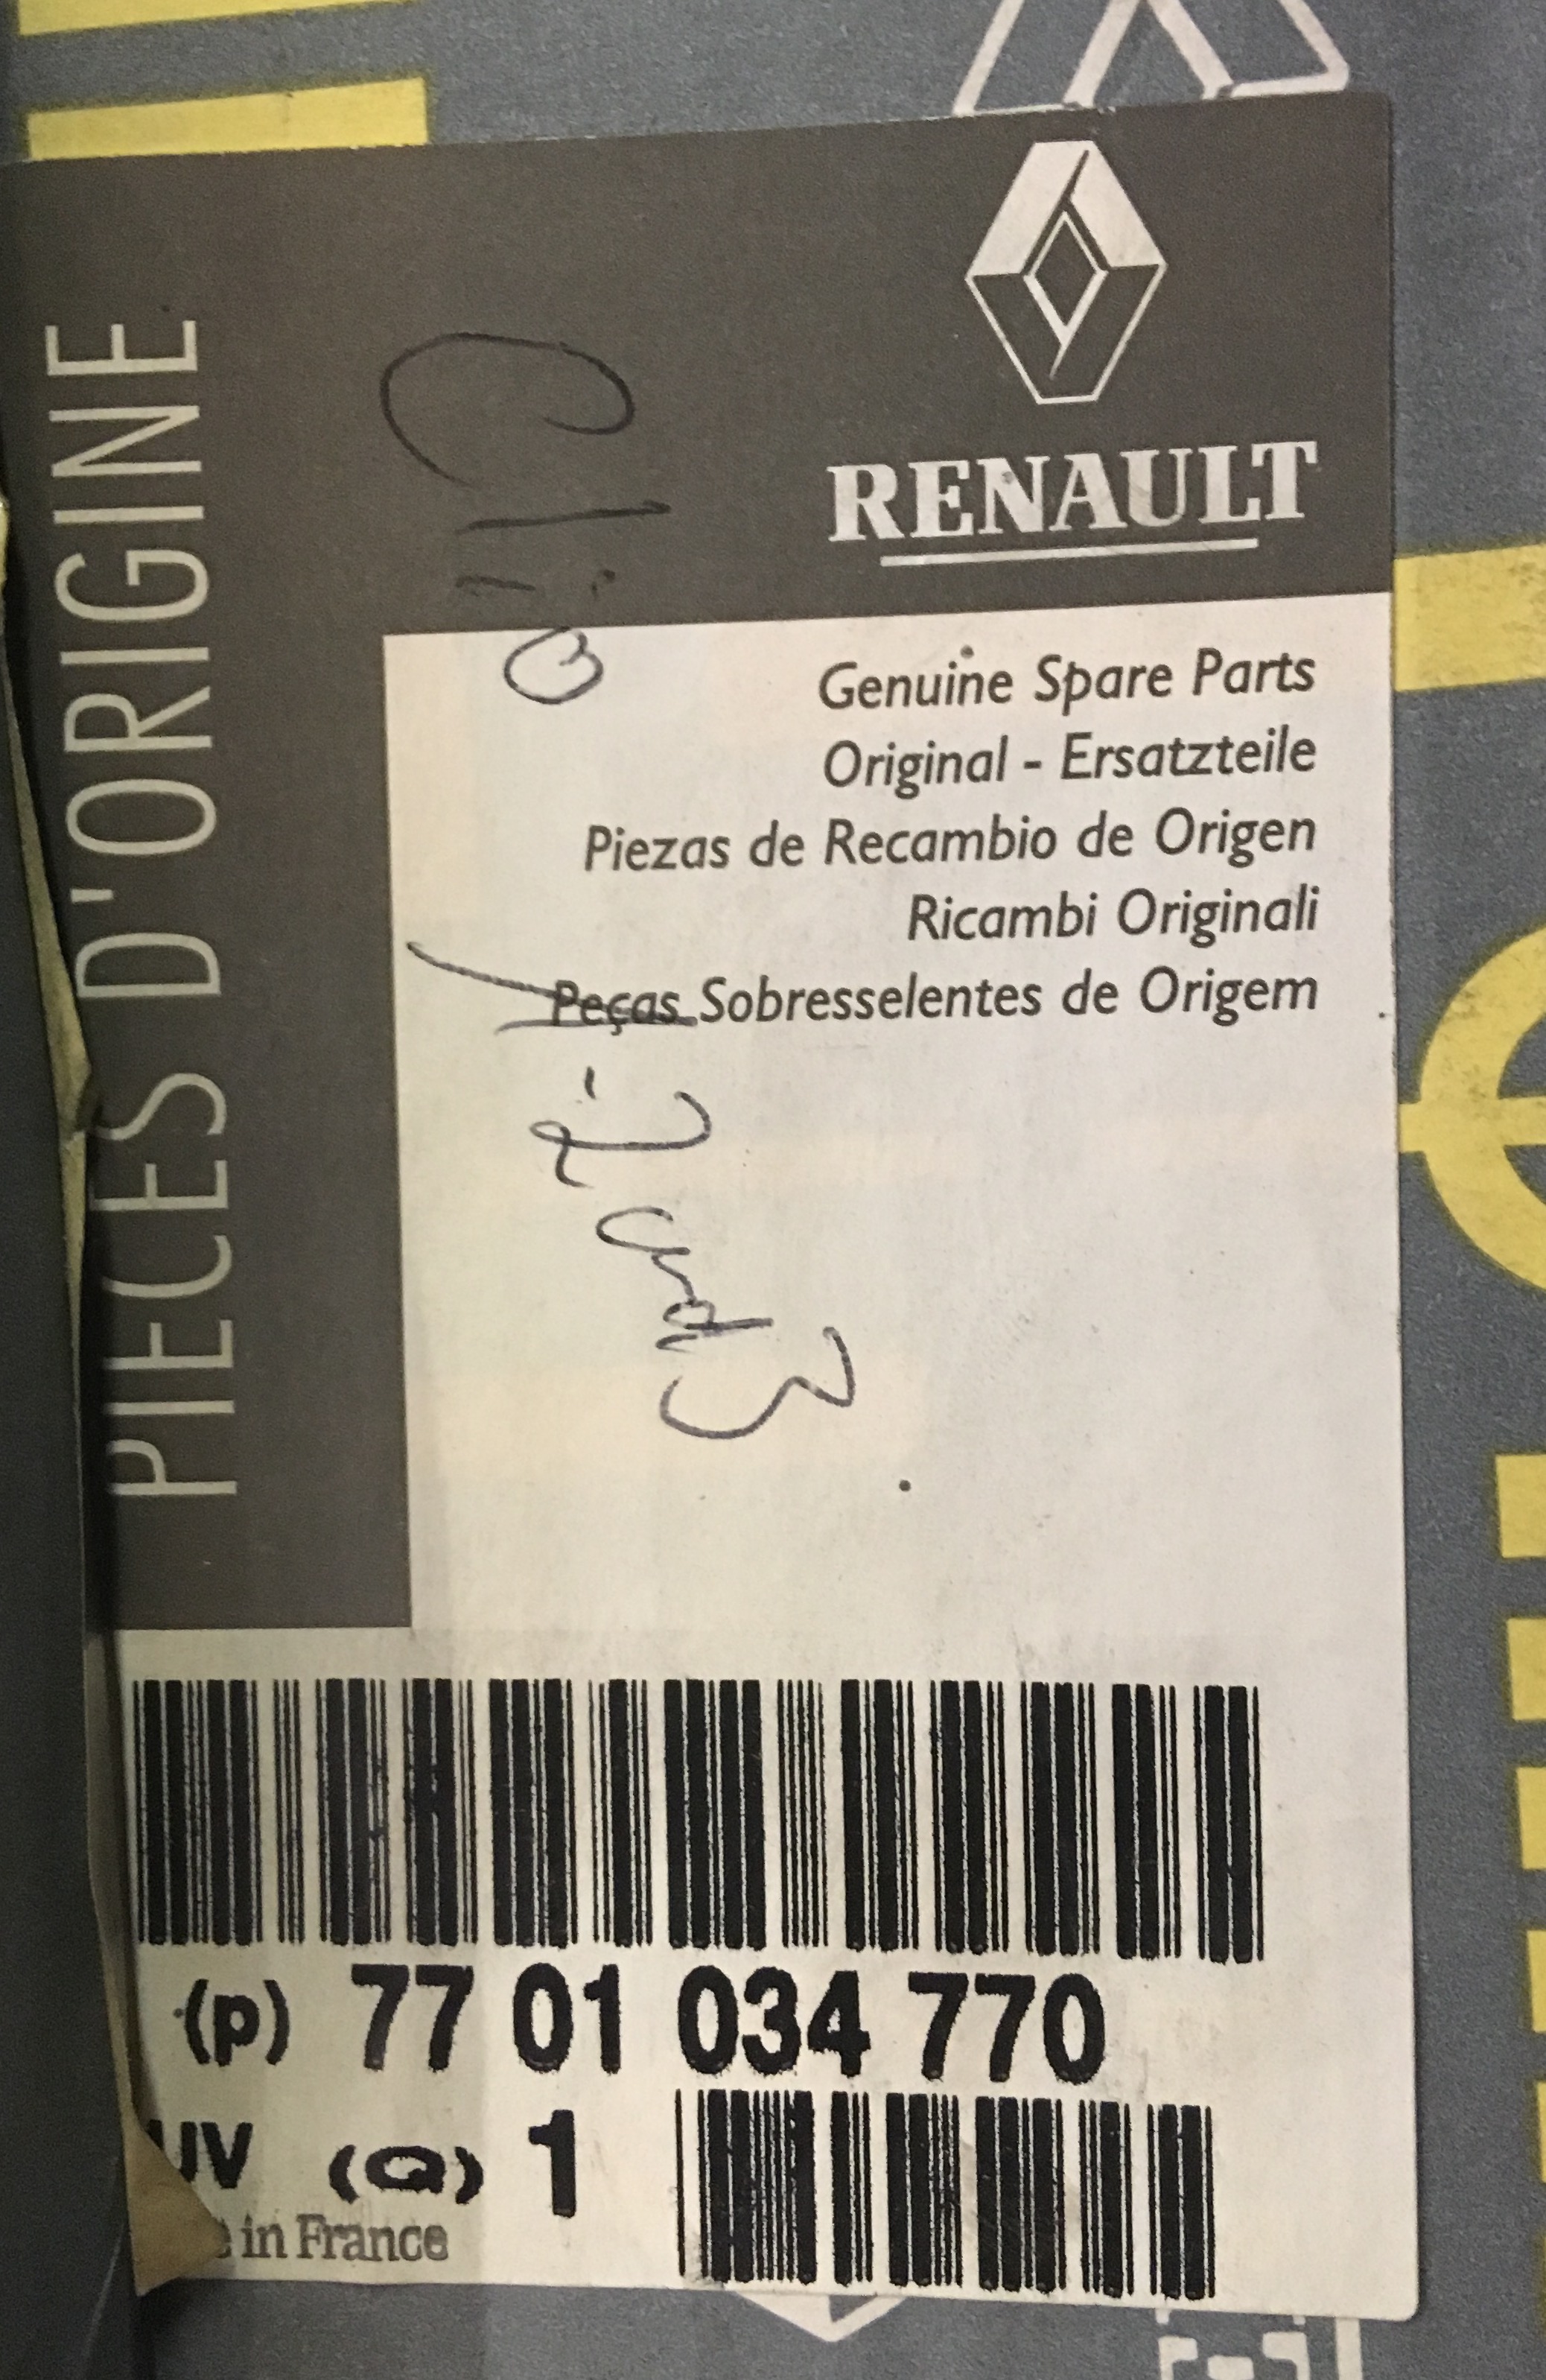 PIECES D'ORIGINE
RENAULT
Genuine Spare Parts
Original - Ersatzteile
Piezas de Recambio de Origen
Ricambi Originali
Peças Sobresselentes de Origem
Clio
(p) 77 01 034 770
UV (Q) 1
in France